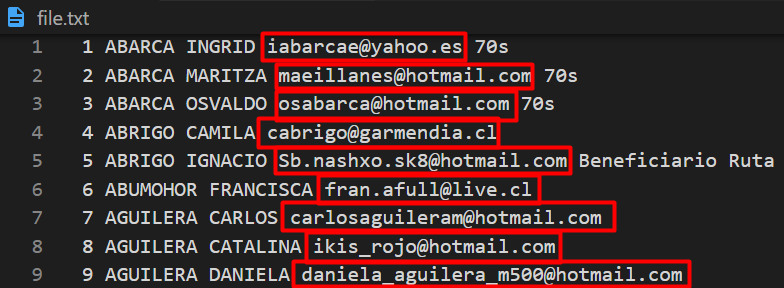 file.txt
1 1 ABARCA INGRID iabarcae@yahoo.es 70s
2 2 ABARCA MARITZA maeillanes@hotmail.com 70s
3 3 ABARCA OSVALDO osabarca@hotmail.com 70s
4 4 ABRIGO CAMILA cabrigo@garmendia.cl
5 5 ABRIGO IGNACIO Sb.nashxo.sk8@hotmail.com Beneficiario Ruta
6 6 ABUMOHOR FRANCISCA fran.afull@live.cl
7 7 AGUILERA CARLOS carlosaguileram@hotmail.com
8 8 AGUILERA CATALINA ikis_rojo@hotmail.com
9 9 AGUILERA DANIELA daniela_aguilera_m500@hotmail.com